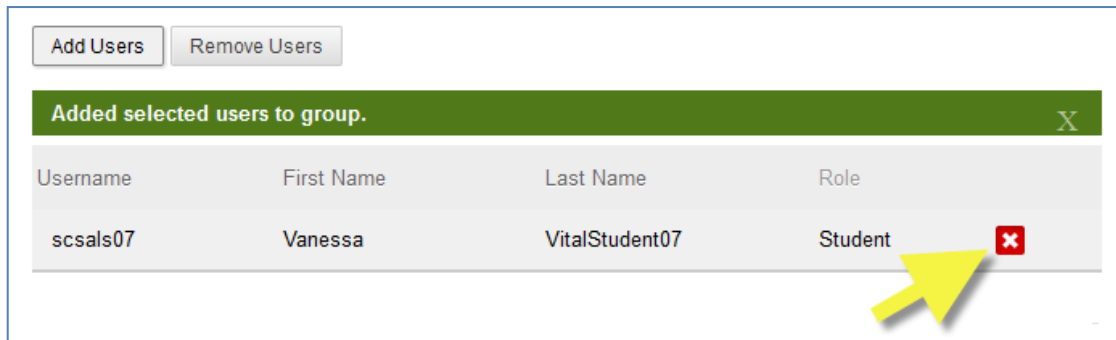 Add Users Remove Users
Added selected users to group. X
Username First Name Last Name Role
scsals07 Vanessa VitalStudent07 Student